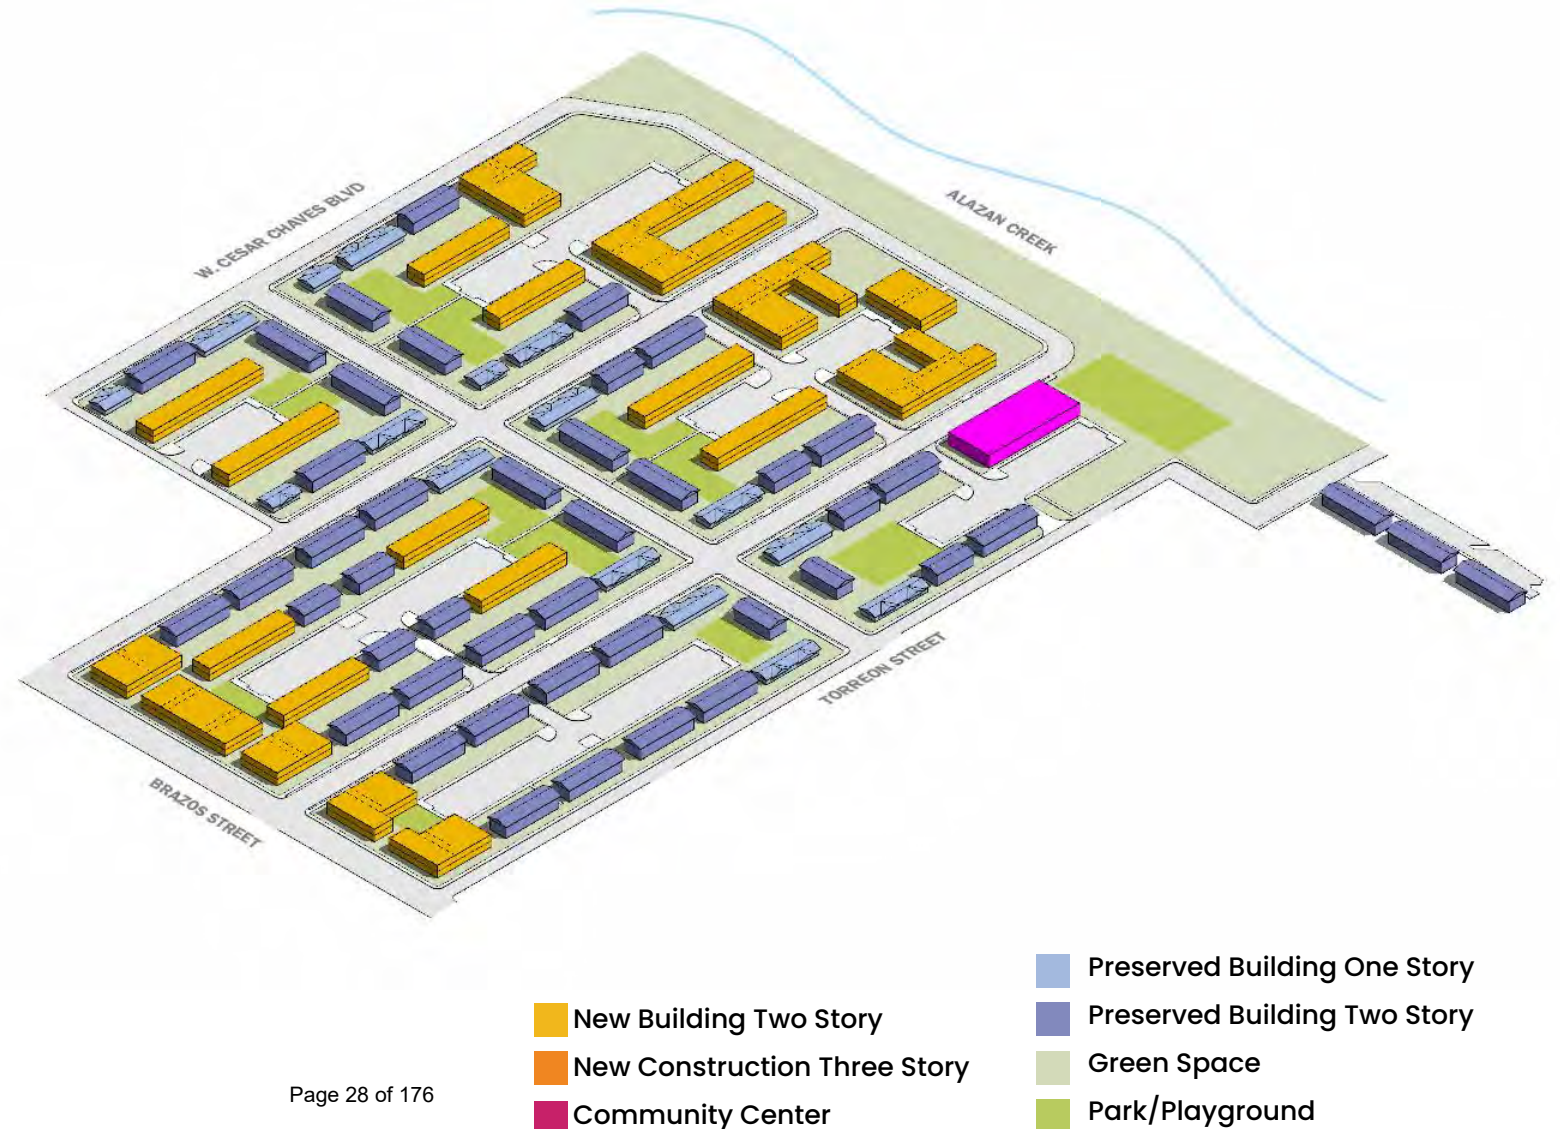 W. CESAR CHAVES BLVD
ALAZAN CREEK
TORREON STREET
BRAZOS STREET
New Building Two Story
New Construction Three Story
Community Center
Preserved Building One Story
Preserved Building Two Story
Green Space
Park/Playground
Page 28 of 176